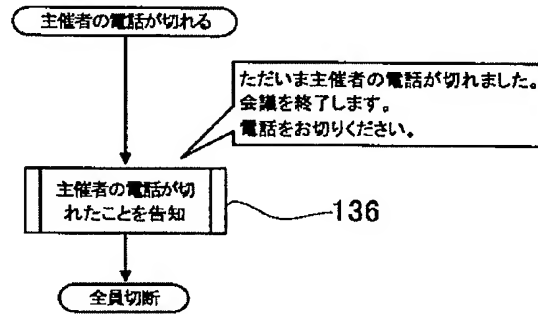 主催者の電話が切れる
ただいま主催者の電話が切れました。
会議を終了します。
電話をお切りください。
主催者の電話が切
れたことを告知
136
全員切断